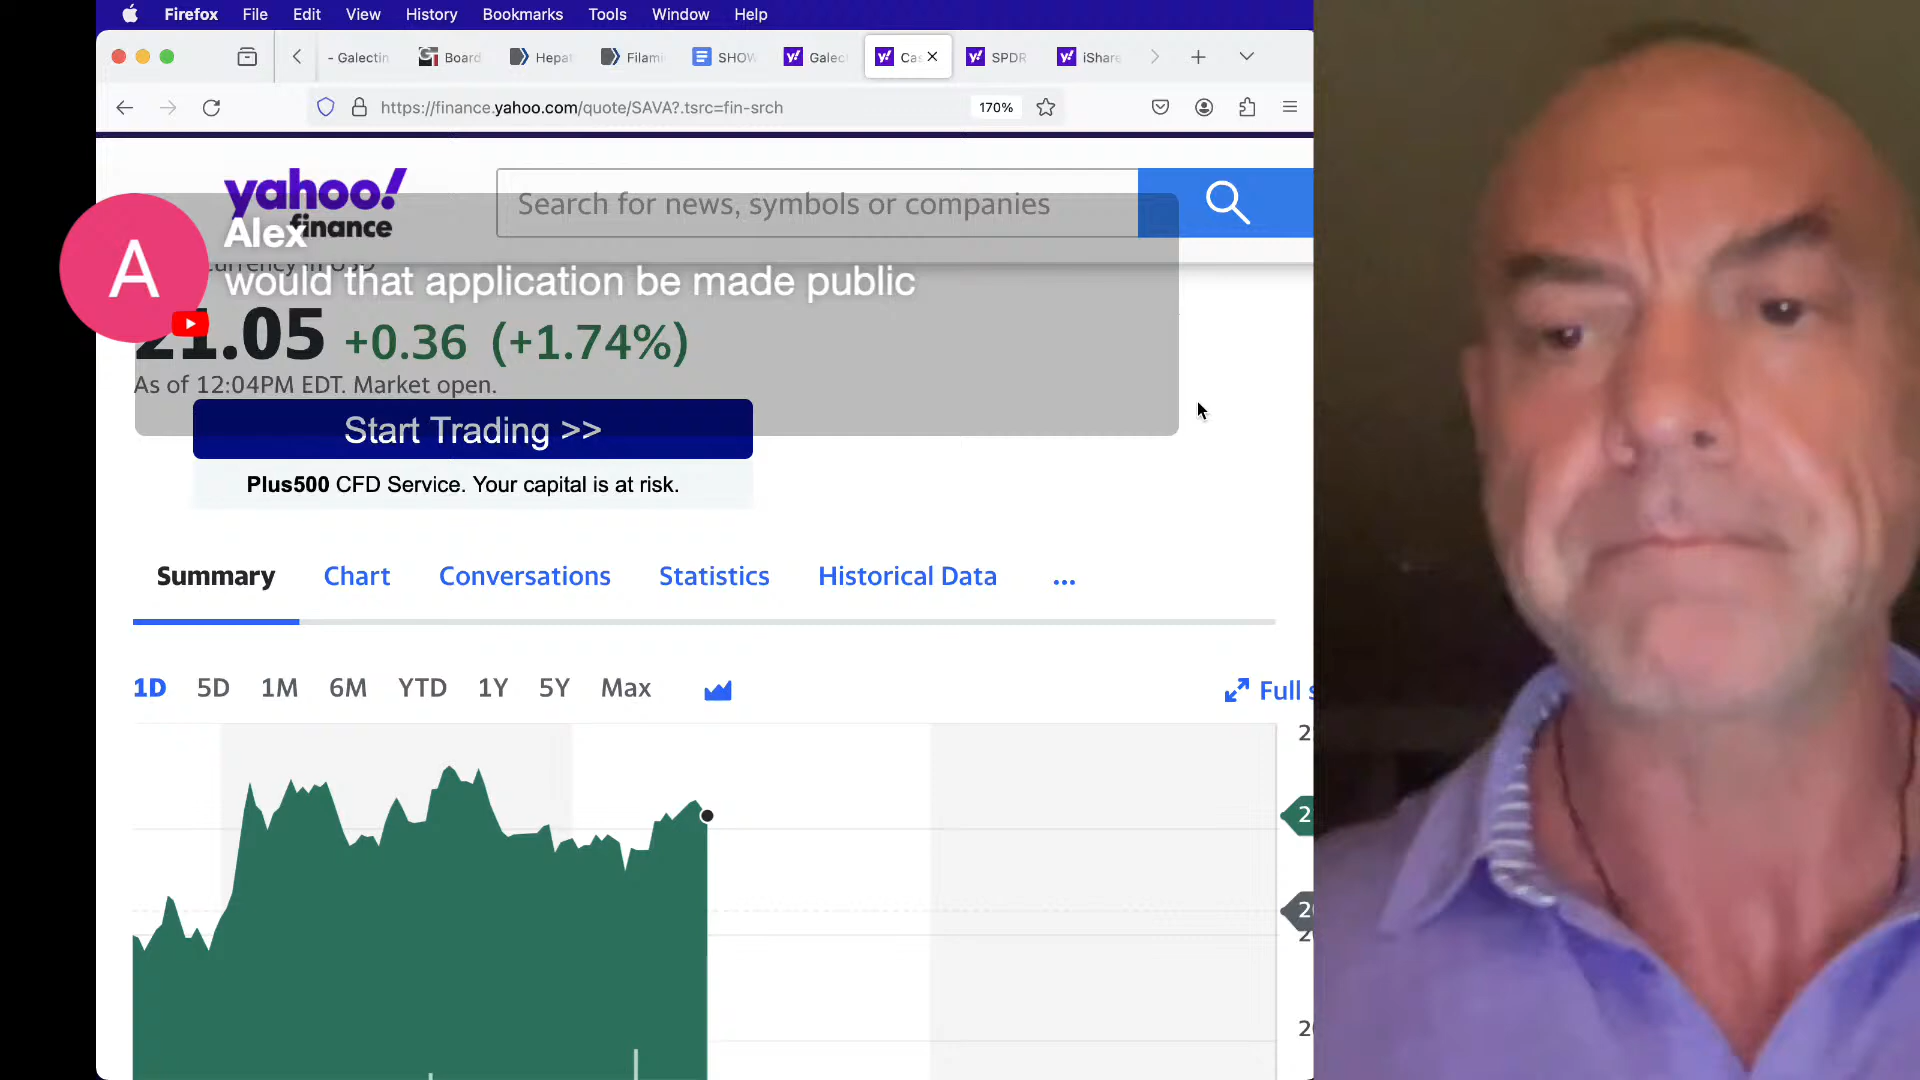 Firefox File Edit View History Bookmarks Tools Window Help
- Galectin Board Hepa Filami SHOW Galec Ca SPDR iShare
https://finance.yahoo.com/quote/SAVA?.tsrc=fin-srch 170%
yahoo!
finance
Search for news, symbols or companies
A
Alex
would that application be made public
21.05 +0.36 (+1.74%)
As of 12:04PM EDT. Market open.
Start Trading >>
Plus500 CFD Service. Your capital is at risk.
Summary Chart Conversations Statistics Historical Data ...
1D 5D 1M 6M YTD 1Y 5Y Max
Full